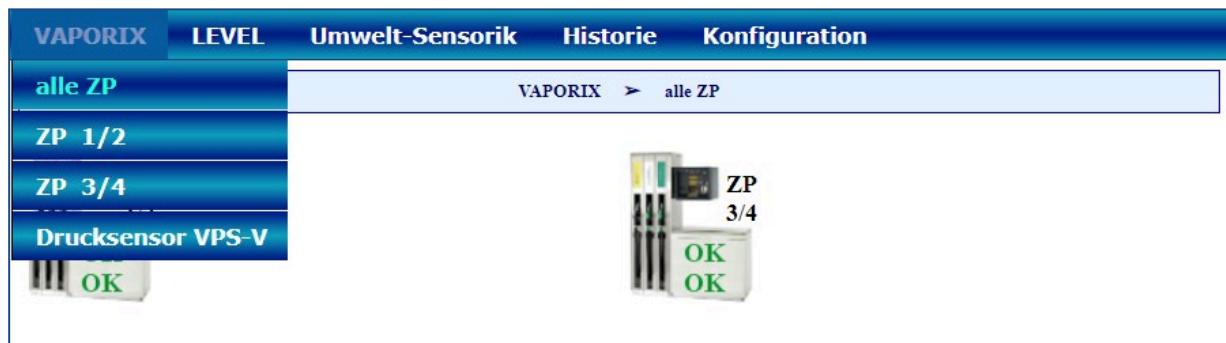 VAPORIX LEVEL Umwelt-Sensorik Historie Konfiguration
alle ZP
VAPORIX ➤ alle ZP
ZP 1/2
ZP 3/4
Drucksensor VPS-V
OK
ZP
3/4
OK
OK